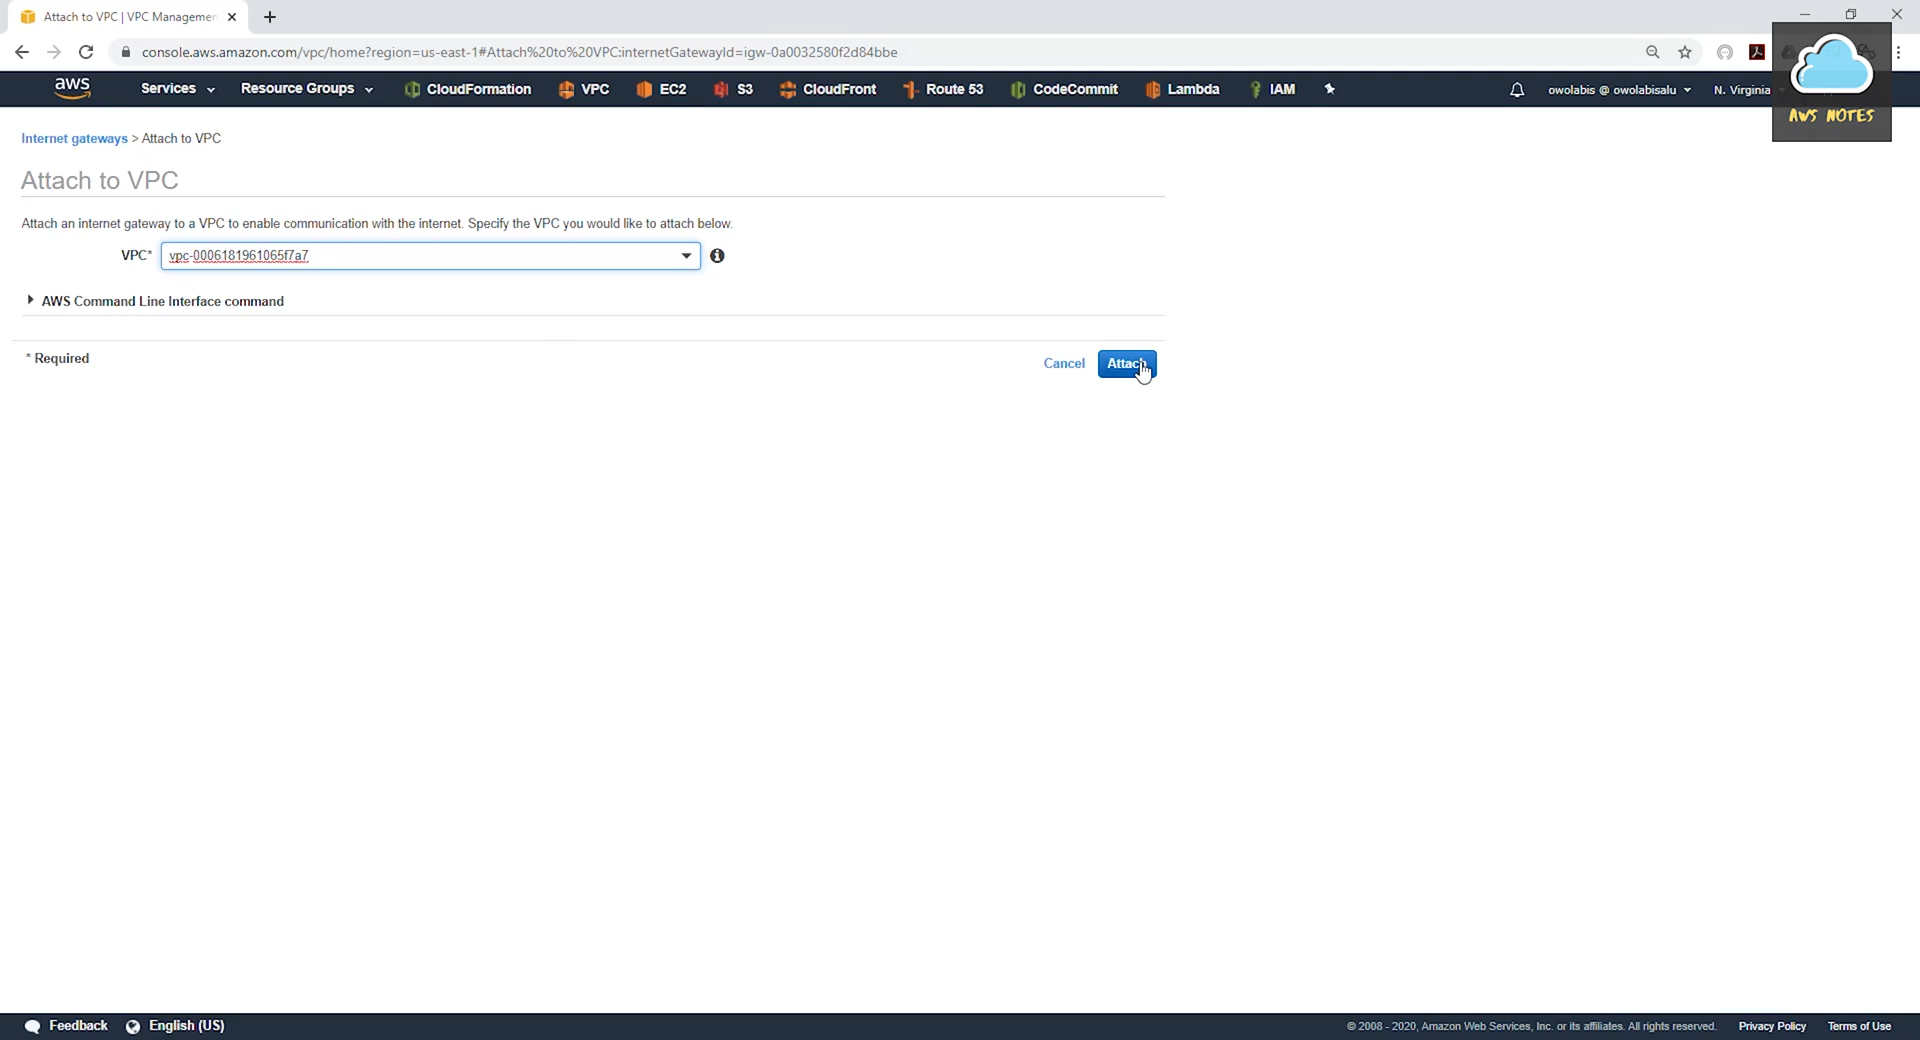 Attach to VPC | VPC Managemen
console.aws.amazon.com/vpc/home?region=us-east-1#Attach%20to%20VPC:internetGatewayId=igw-0a0032580f2d84bbe
aws Services Resource Groups CloudFormation VPC EC2 S3 CloudFront Route 53 CodeCommit Lambda IAM owolabis @ owolabisalu N. Virginia
AWS NOTES
Internet gateways > Attach to VPC
Attach to VPC
Attach an internet gateway to a VPC to enable communication with the internet. Specify the VPC you would like to attach below.
VPC* vpc-0006181961065f7a7
AWS Command Line Interface command
* Required
Cancel Attach
Feedback English (US) © 2008 - 2020, Amazon Web Services, Inc. or its affiliates. All rights reserved. Privacy Policy Terms of Use